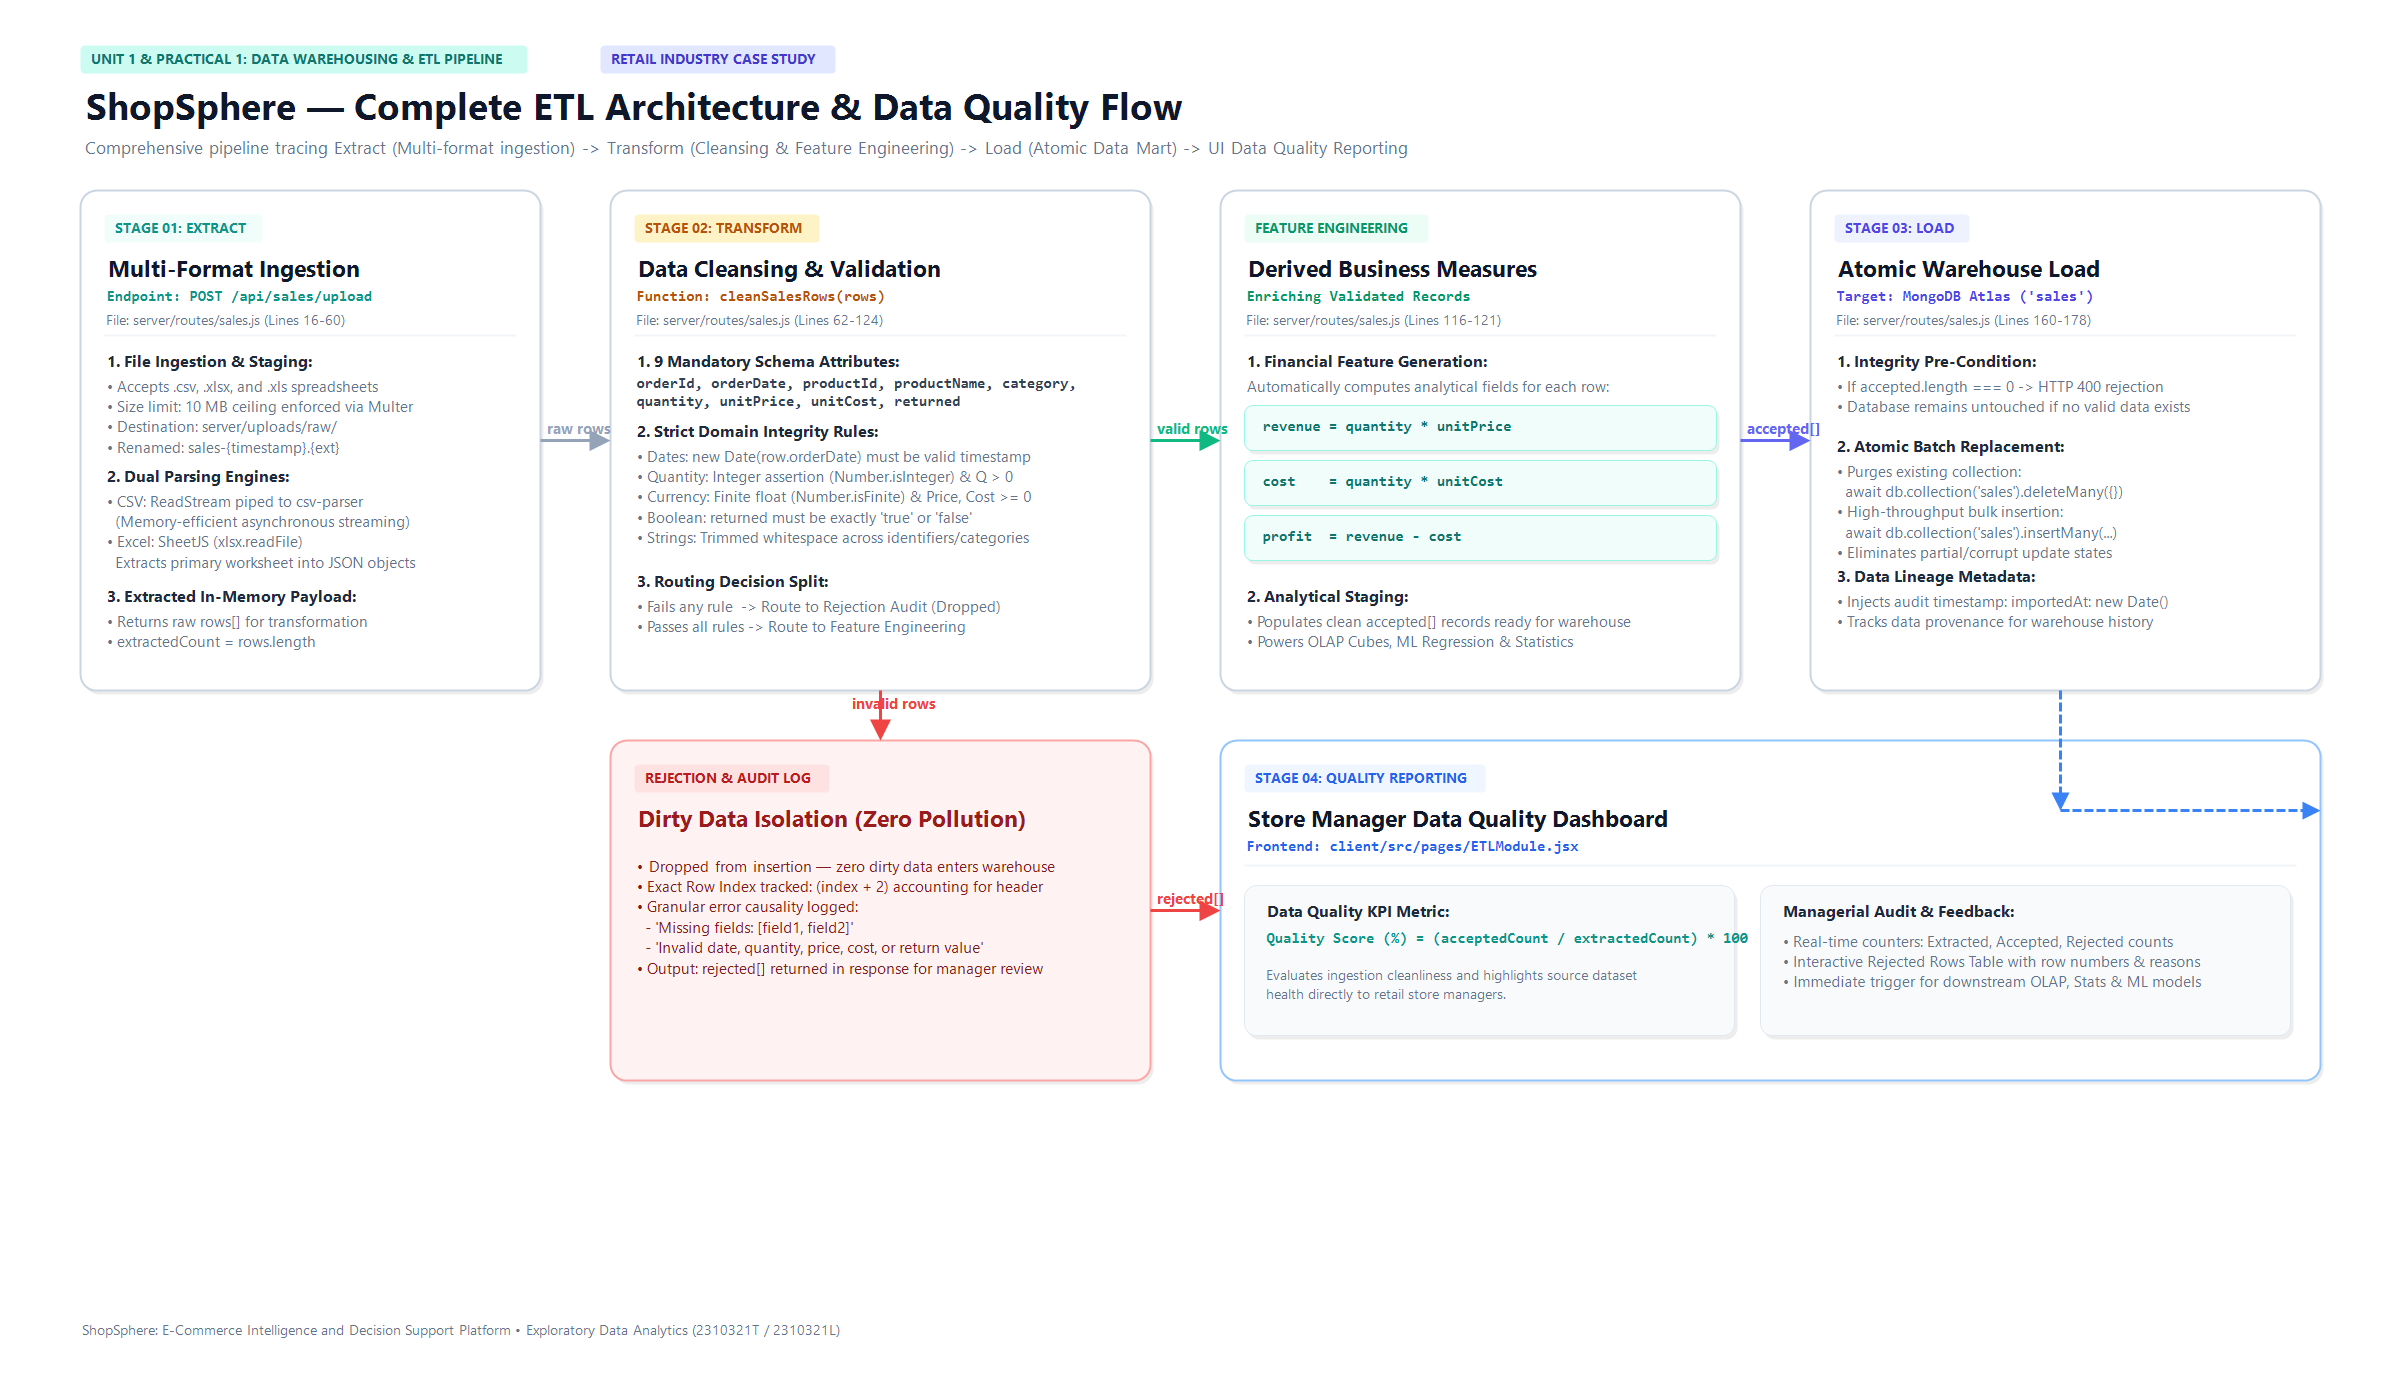 UNIT 1 & PRACTICAL 1: DATA WAREHOUSING & ETL PIPELINE
RETAIL INDUSTRY CASE STUDY
ShopSphere — Complete ETL Architecture & Data Quality Flow
Comprehensive pipeline tracing Extract (Multi-format ingestion) -> Transform (Cleansing & Feature Engineering) -> Load (Atomic Data Mart) -> UI Data Quality Reporting
STAGE 01: EXTRACT
Multi-Format Ingestion
Endpoint: POST /api/sales/upload
File: server/routes/sales.js (Lines 16-60)
1. File Ingestion & Staging:
• Accepts .csv, .xlsx, and .xls spreadsheets
• Size limit: 10 MB ceiling enforced via Multer
• Destination: server/uploads/raw/
• Renamed: sales-{timestamp}.{ext}
2. Dual Parsing Engines:
• CSV: ReadStream piped to csv-parser
(Memory-efficient asynchronous streaming)
• Excel: SheetJS (xlsx.readFile)
Extracts primary worksheet into JSON objects
3. Extracted In-Memory Payload:
• Returns raw rows[] for transformation
• extractedCount = rows.length
raw rows
STAGE 02: TRANSFORM
Data Cleansing & Validation
Function: cleanSalesRows(rows)
File: server/routes/sales.js (Lines 62-124)
1. 9 Mandatory Schema Attributes:
orderId, orderDate, productId, productName, category,
quantity, unitPrice, unitCost, returned
2. Strict Domain Integrity Rules:
• Dates: new Date(row.orderDate) must be valid timestamp
• Quantity: Integer assertion (Number.isInteger) & Q > 0
• Currency: Finite float (Number.isFinite) & Price, Cost >= 0
• Boolean: returned must be exactly 'true' or 'false'
• Strings: Trimmed whitespace across identifiers/categories
3. Routing Decision Split:
• Fails any rule -> Route to Rejection Audit (Dropped)
• Passes all rules -> Route to Feature Engineering
valid rows
FEATURE ENGINEERING
Derived Business Measures
Enriching Validated Records
File: server/routes/sales.js (Lines 116-121)
1. Financial Feature Generation:
Automatically computes analytical fields for each row:
revenue = quantity * unitPrice
cost = quantity * unitCost
profit = revenue - cost
2. Analytical Staging:
• Populates clean accepted[] records ready for warehouse
• Powers OLAP Cubes, ML Regression & Statistics
accepted[]
STAGE 03: LOAD
Atomic Warehouse Load
Target: MongoDB Atlas ('sales')
File: server/routes/sales.js (Lines 160-178)
1. Integrity Pre-Condition:
• If accepted.length === 0 -> HTTP 400 rejection
• Database remains untouched if no valid data exists
2. Atomic Batch Replacement:
• Purges existing collection:
await db.collection('sales').deleteMany({})
• High-throughput bulk insertion:
await db.collection('sales').insertMany(...)
• Eliminates partial/corrupt update states
3. Data Lineage Metadata:
• Injects audit timestamp: importedAt: new Date()
• Tracks data provenance for warehouse history
invalid rows
REJECTION & AUDIT LOG
Dirty Data Isolation (Zero Pollution)
• Dropped from insertion — zero dirty data enters warehouse
• Exact Row Index tracked: (index + 2) accounting for header
• Granular error causality logged:
- 'Missing fields: [field1, field2]'
- 'Invalid date, quantity, price, cost, or return value'
• Output: rejected[] returned in response for manager review
rejected[]
STAGE 04: QUALITY REPORTING
Store Manager Data Quality Dashboard
Frontend: client/src/pages/ETLModule.jsx
Data Quality KPI Metric:
Quality Score (%) = (acceptedCount / extractedCount) * 100
Evaluates ingestion cleanliness and highlights source dataset
health directly to retail store managers.
Managerial Audit & Feedback:
• Real-time counters: Extracted, Accepted, Rejected counts
• Interactive Rejected Rows Table with row numbers & reasons
• Immediate trigger for downstream OLAP, Stats & ML models
ShopSphere: E-Commerce Intelligence and Decision Support Platform • Exploratory Data Analytics (2310321T / 2310321L)